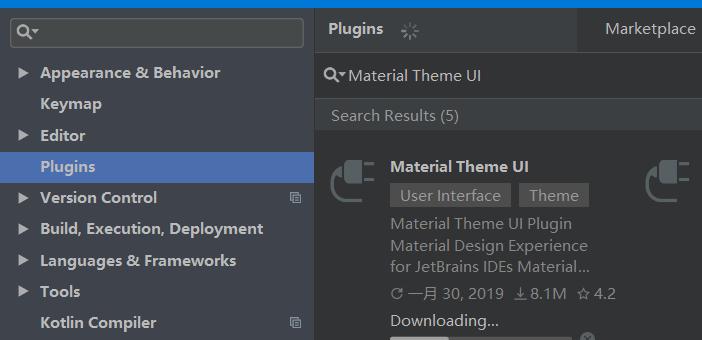 Plugins
Marketplace
Appearance & Behavior
Keymap
Editor
Plugins
Version Control
Build, Execution, Deployment
Languages & Frameworks
Tools
Kotlin Compiler
Material Theme UI
Search Results (5)
Material Theme UI
User Interface Theme
Material Theme UI Plugin
Material Design Experience
for JetBrains IDEs Material...
一月 30, 2019 8.1M 4.2
Downloading...